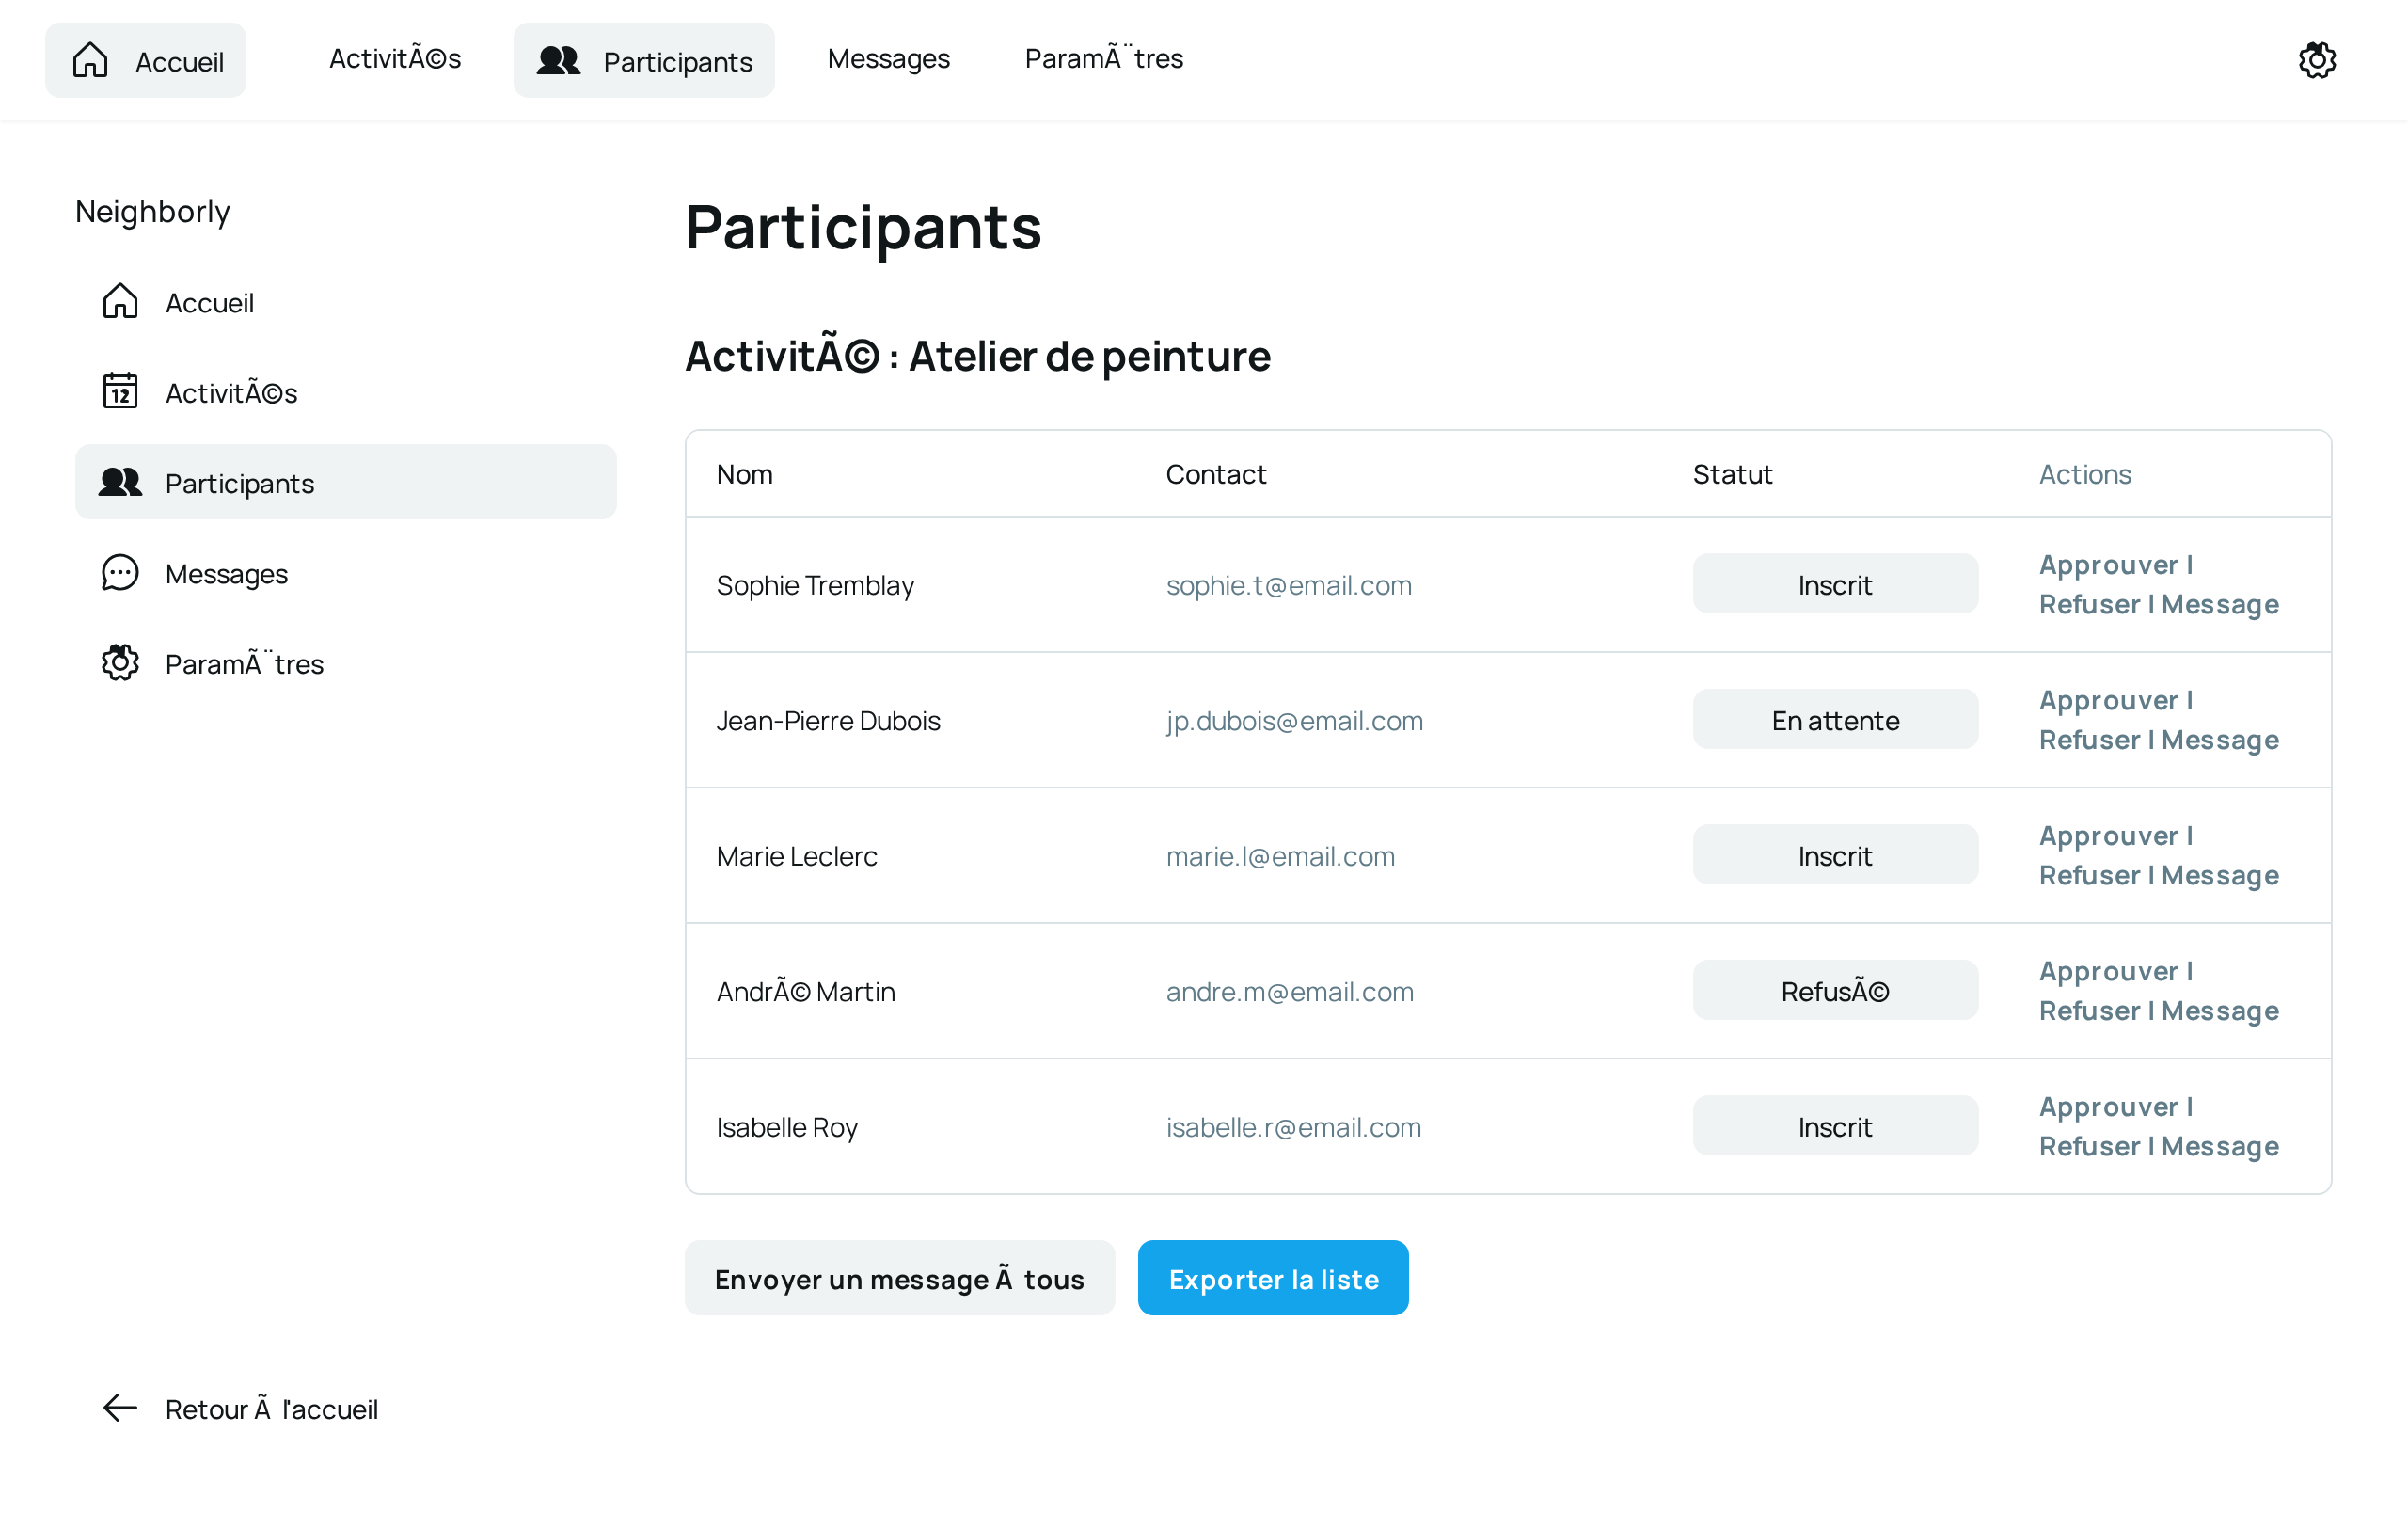 Accueil ActivitÃ©s Participants Messages ParamÃ¨tres
Neighborly
Accueil
12
ActivitÃ©s
Participants
Messages
ParamÃ¨tres
Retour Ã  l'accueil
Participants
ActivitÃ© : Atelier de peinture
Nom Contact Statut Actions
Sophie Tremblay sophie.t@email.com Inscrit Approuver |
Refuser | Message
Jean-Pierre Dubois jp.dubois@email.com En attente Approuver |
Refuser | Message
Marie Leclerc marie.l@email.com Inscrit Approuver |
Refuser | Message
AndrÃ© Martin andre.m@email.com RefusÃ© Approuver |
Refuser | Message
Isabelle Roy isabelle.r@email.com Inscrit Approuver |
Refuser | Message
Envoyer un message Ã  tous Exporter la liste